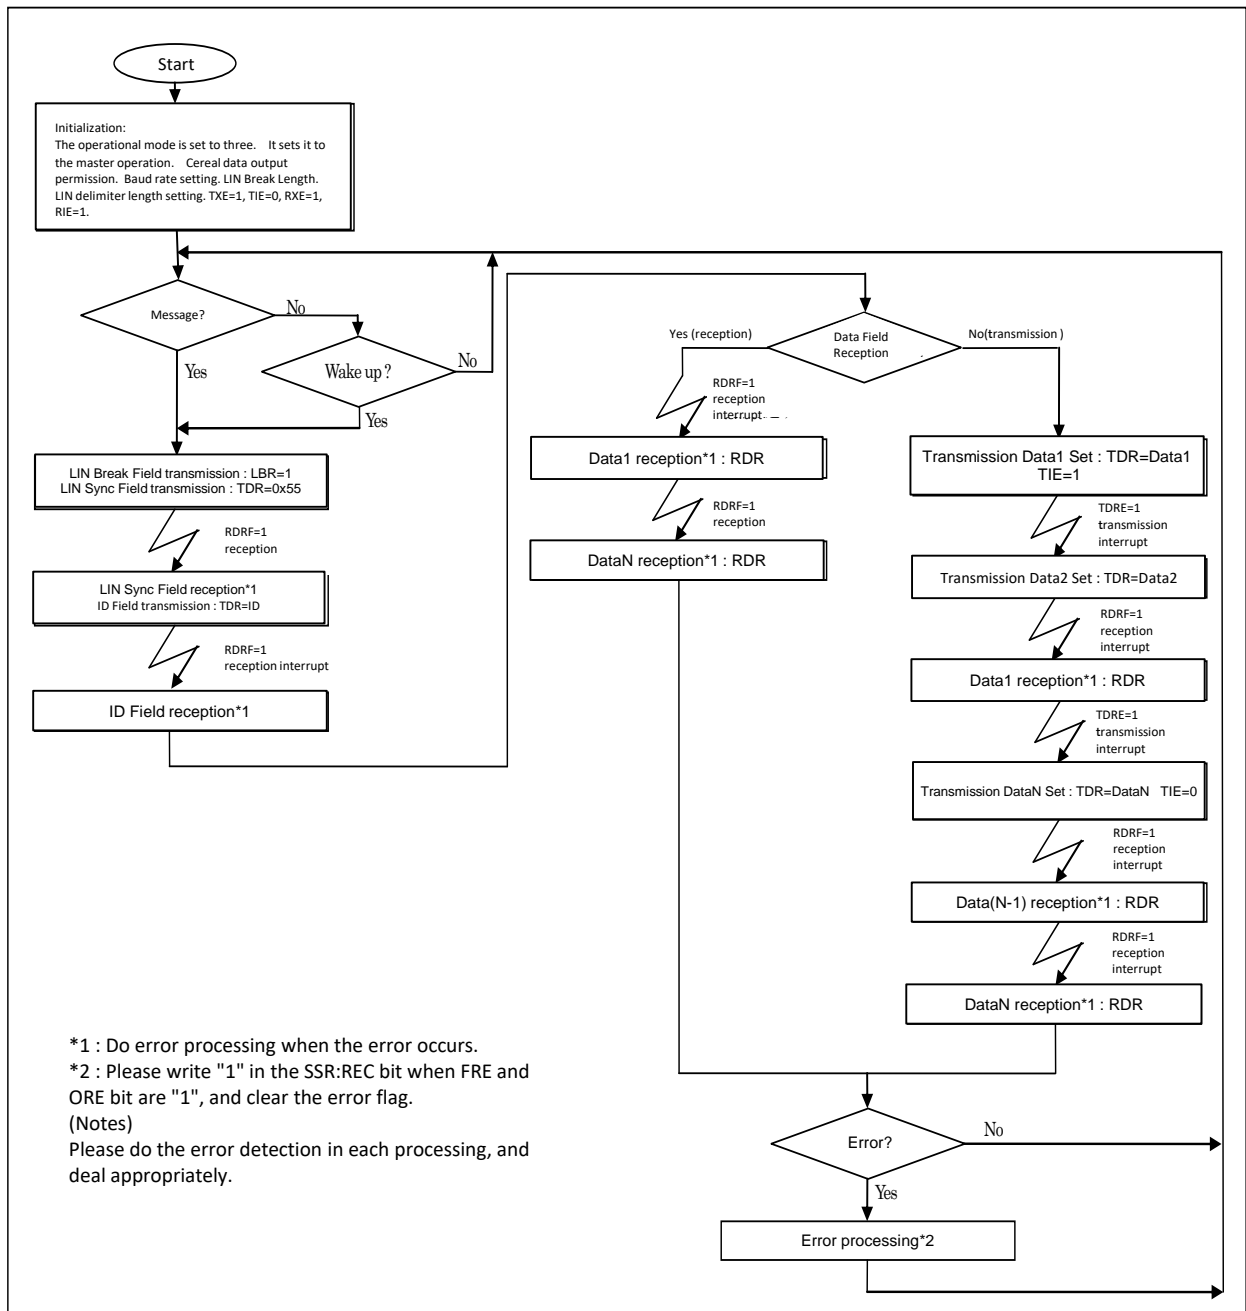 Start
Initialization:
The operational mode is set to three. It sets it to
the master operation. Cereal data output
permission. Baud rate setting. LIN Break Length.
LIN delimiter length setting. TXE=1, TIE=0, RXE=1,
RIE=1.
Message?
No
Yes
Wake up ?
No
Yes
LIN Break Field transmission : LBR=1
LIN Sync Field transmission : TDR=0x55
RDRF=1
reception
LIN Sync Field reception*1
ID Field transmission : TDR=ID
RDRF=1
reception interrupt
ID Field reception*1
Data Field
Reception
Yes (reception)
No(transmission )
RDRF=1
reception
interrupt
Data1 reception*1 : RDR
RDRF=1
reception
DataN reception*1 : RDR
Transmission Data1 Set : TDR=Data1
TIE=1
TDRE=1
transmission
interrupt
Transmission Data2 Set : TDR=Data2
RDRF=1
reception
interrupt
Data1 reception*1 : RDR
TDRE=1
transmission
interrupt
Transmission DataN Set : TDR=DataN TIE=0
RDRF=1
reception
interrupt
Data(N-1) reception*1 : RDR
RDRF=1
reception
interrupt
DataN reception*1 : RDR
Error?
No
Yes
Error processing*2
*1 : Do error processing when the error occurs.
*2 : Please write "1" in the SSR:REC bit when FRE and
ORE bit are "1", and clear the error flag.
(Notes)
Please do the error detection in each processing, and
deal appropriately.